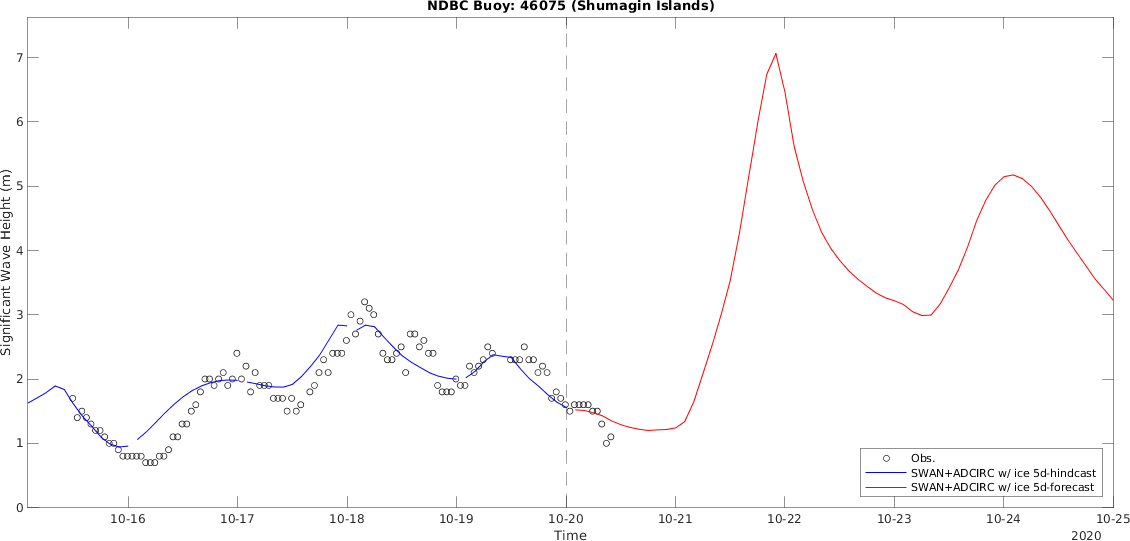 NDBC Buoy: 46075 (Shumagin Islands)
Significant Wave Height (m)
7
6
5
4
3
2
1
0
Obs.
SWAN+ADCIRC w/ ice 5d-hindcast
SWAN+ADCIRC w/ ice 5d-forecast
10-16 10-17 10-18 10-19 10-20 10-21 10-22 10-23 10-24 10-25
Time
2020